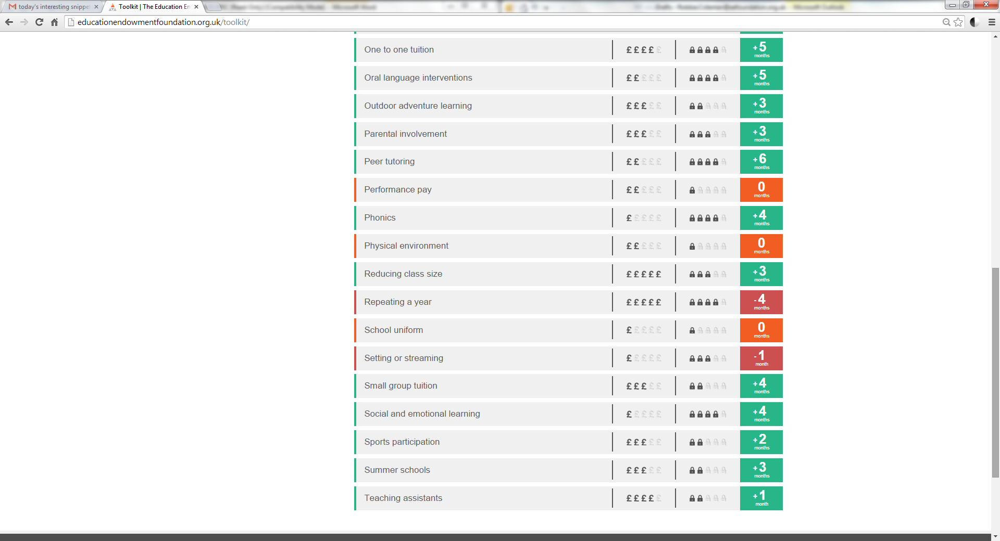 today's interesting snippet
Toolkit | The Education En
educationendowmentfoundation.org.uk/toolkit/
One to one tuition £££££ +5 months
Oral language interventions £££££ +5 months
Outdoor adventure learning £££££ +3 months
Parental involvement £££££ +3 months
Peer tutoring £££££ +6 months
Performance pay £££££ 0 months
Phonics £££££ +4 months
Physical environment £££££ 0 months
Reducing class size £££££ +3 months
Repeating a year £££££ -4 months
School uniform £££££ 0 months
Setting or streaming £££££ -1 month
Small group tuition £££££ +4 months
Social and emotional learning £££££ +4 months
Sports participation £££££ +2 months
Summer schools £££££ +3 months
Teaching assistants £££££ +1 month